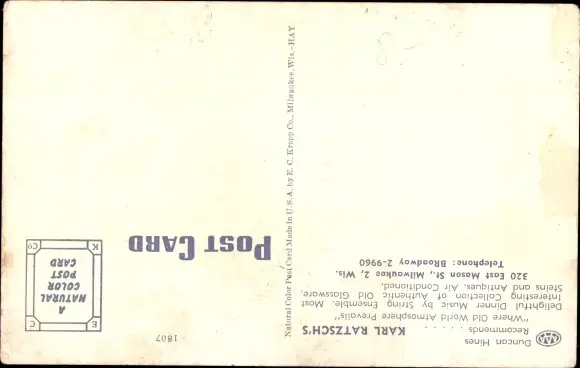 Duncan Hines
Recommends . . . . . KARL RATZSCH'S
AAA
"Where Old World Atmosphere Prevails"
Delightful Dinner Music by String Ensemble. Most
Interesting Collection of Authentic Old Glassware,
Steins and Antiques. Air Conditioned.
320 East Mason St., Milwaukee 2, Wis.
Telephone: BRoadway 2-9960
Natural Color Post Card Made in U.S.A. by E. C. Kropp Co., Milwaukee, Wis.-HAY
POST CARD
1807
E C
K Co
A
NATURAL
COLOR
POST
CARD
8-